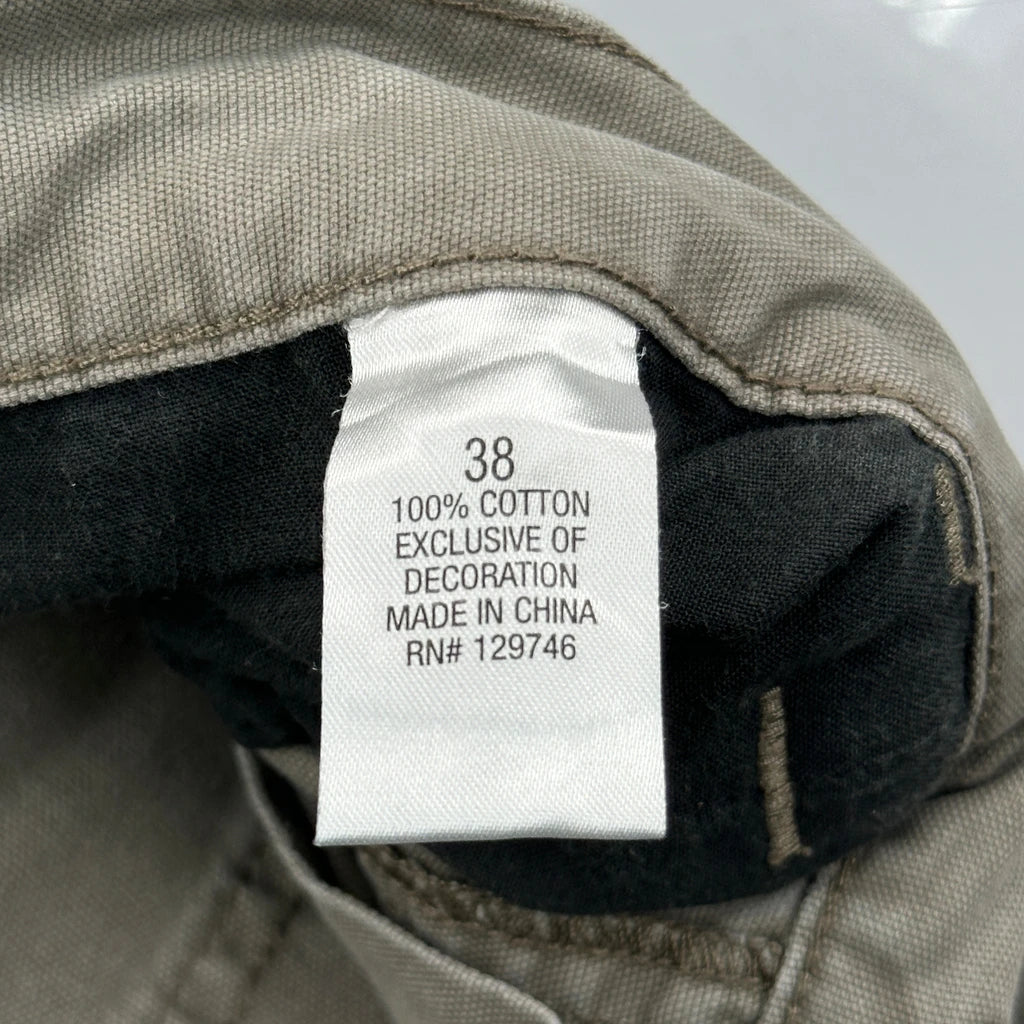 38
100% COTTON
EXCLUSIVE OF
DECORATION
MADE IN CHINA
RN# 129746